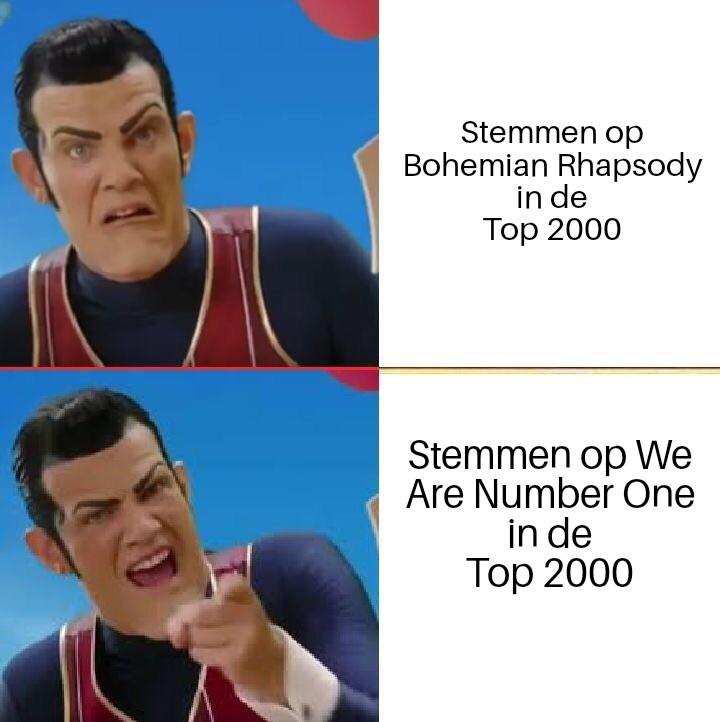 Stemmen op
Bohemian Rhapsody
in de
Top 2000
Stemmen op We
Are Number One
in de
Top 2000